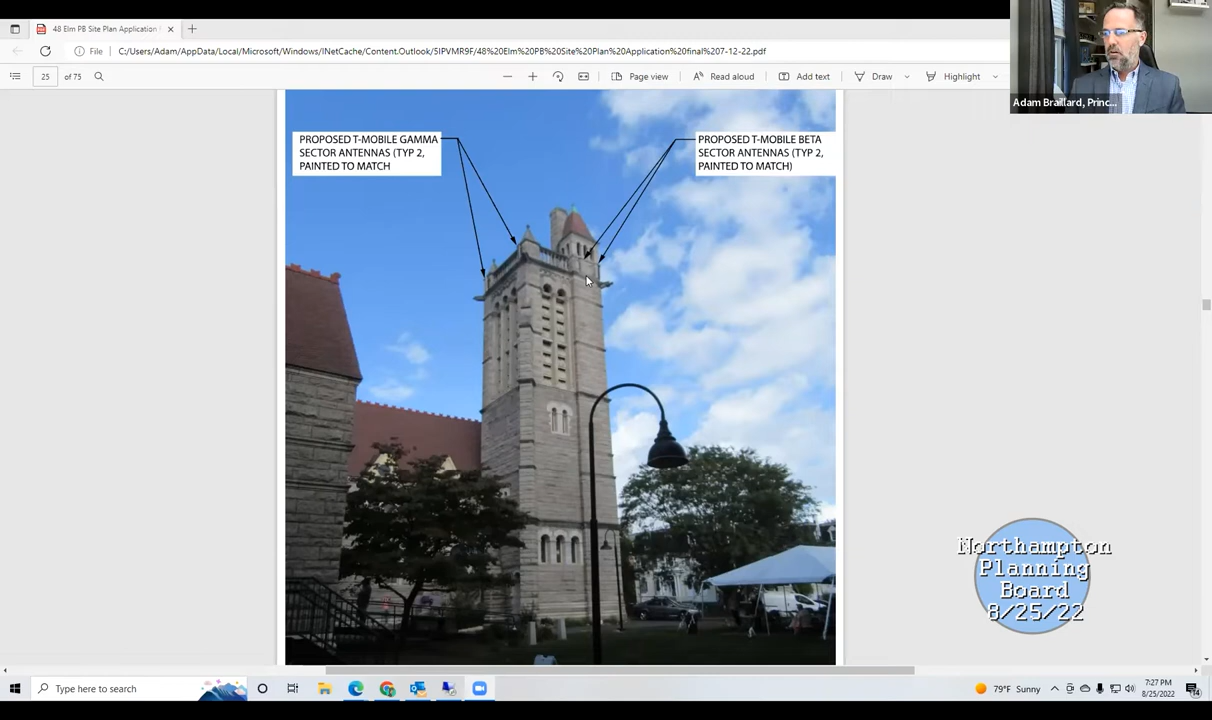 48 Elm PB Site Plan Application f
File
C:/Users/Adam/AppData/Local/Microsoft/Windows/INetCache/Content.Outlook/5IPVMR9F/48%20Elm%20PB%20Site%20Plan%20Application%20final%207-12-22.pdf
25 of 75
Page view
Read aloud
Add text
Draw
Highlight
Adam Braillard, Princ...
PROPOSED T-MOBILE GAMMA
SECTOR ANTENNAS (TYP 2,
PAINTED TO MATCH
PROPOSED T-MOBILE BETA
SECTOR ANTENNAS (TYP 2,
PAINTED TO MATCH)
Northampton
Planning
Board
8/25/22
Type here to search
79°F Sunny
7:27 PM
8/25/2022